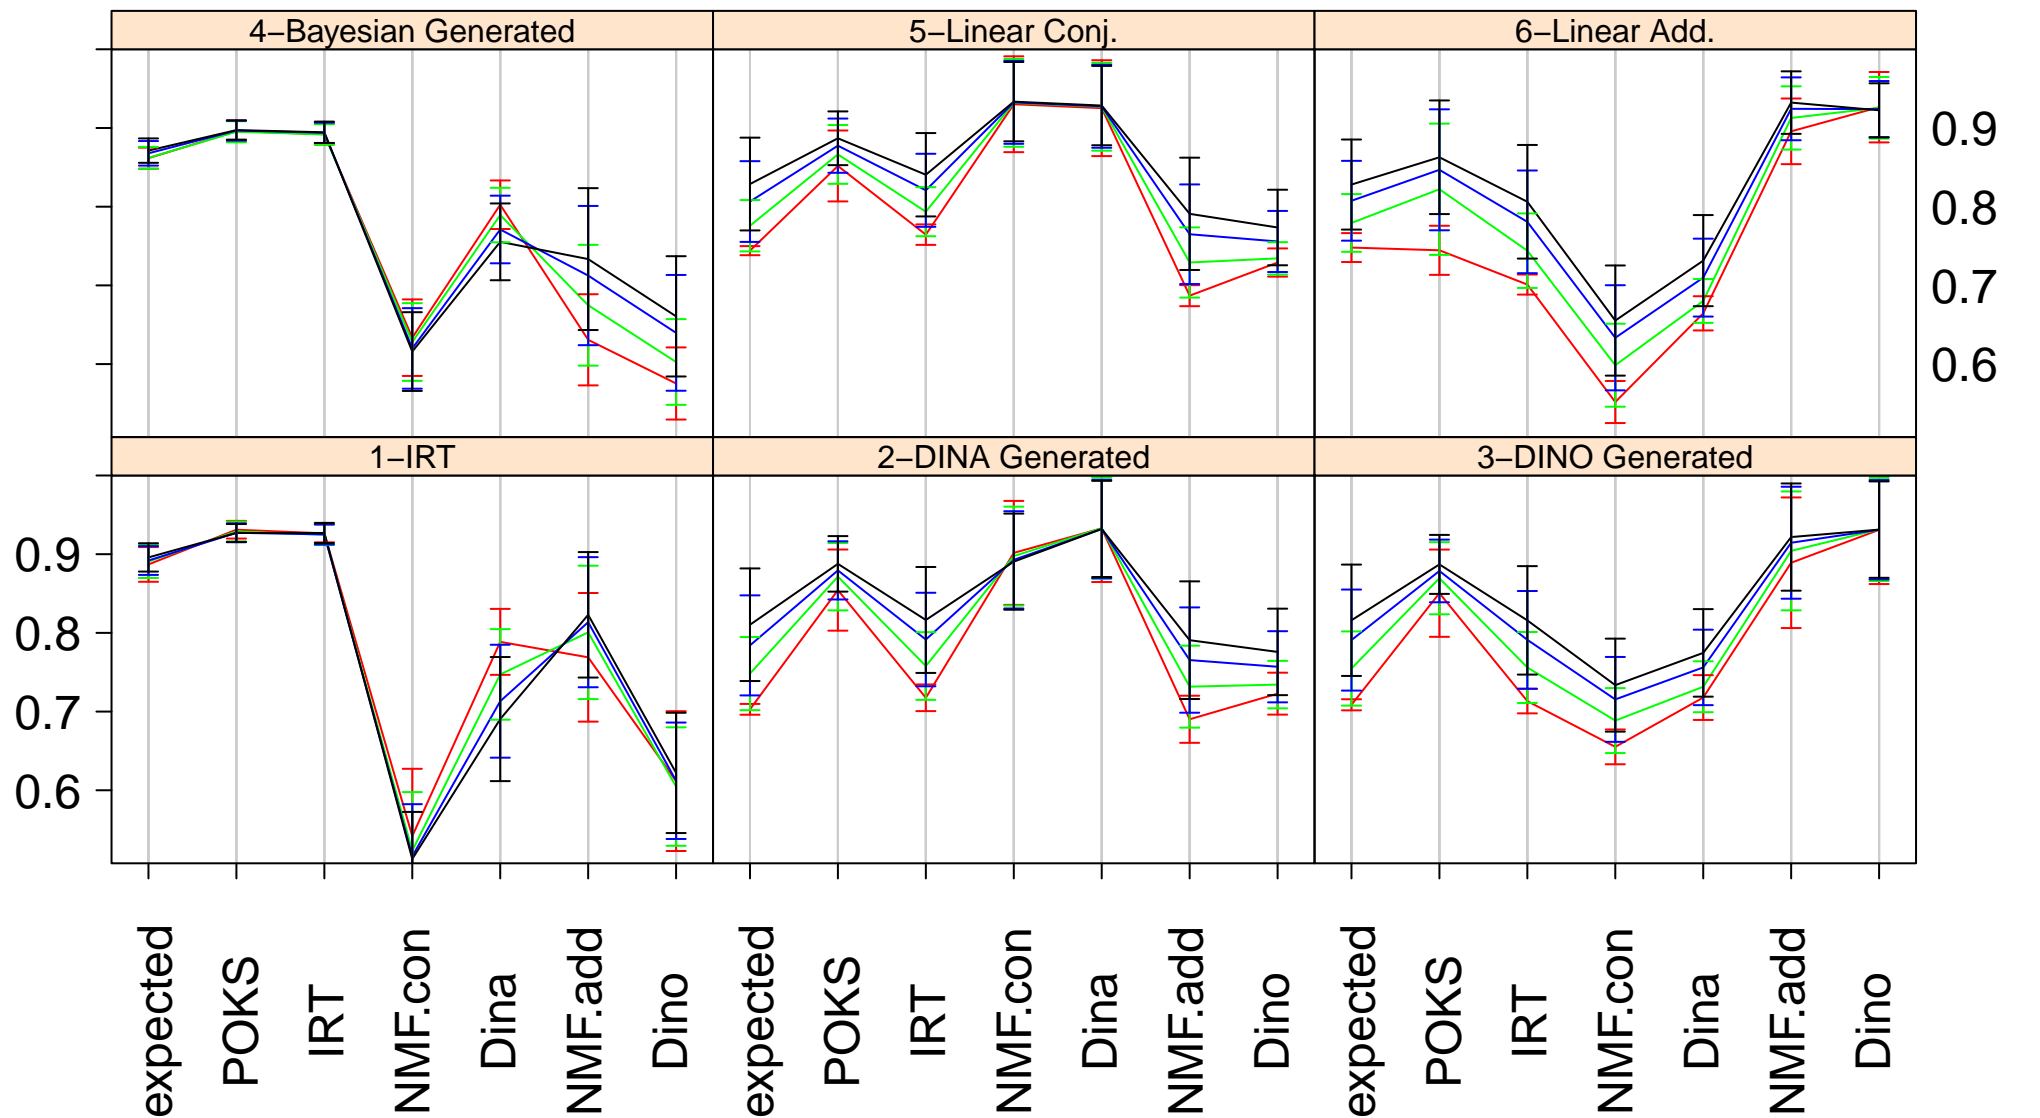 4–Bayesian Generated
5–Linear Conj.
6–Linear Add.
0.9
0.8
0.7
0.6
1–IRT
2–DINA Generated
3–DINO Generated
0.9
0.8
0.7
0.6
expected
POKS
IRT
NMF.con
Dina
NMF.add
Dino
expected
POKS
IRT
NMF.con
Dina
NMF.add
Dino
expected
POKS
IRT
NMF.con
Dina
NMF.add
Dino